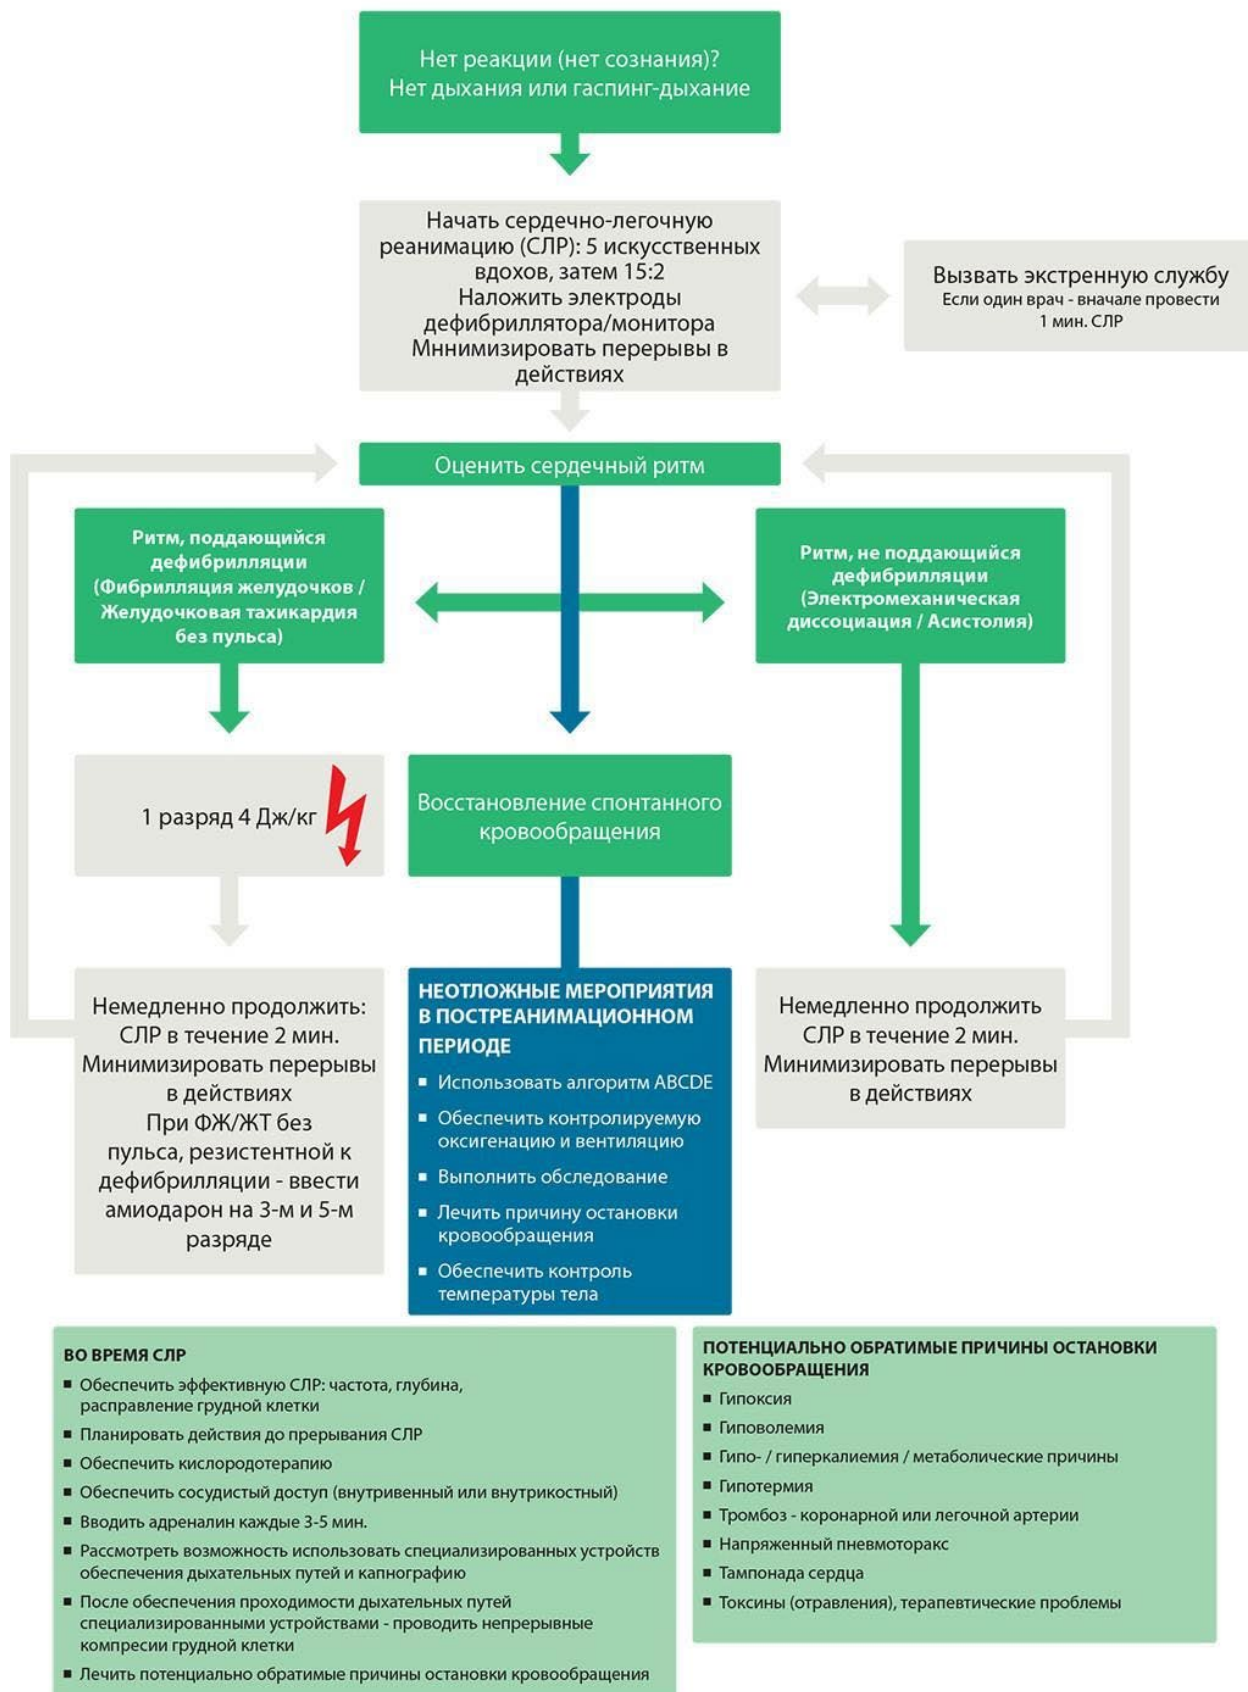 Нет реакции (нет сознания)?
Нет дыхания или гаспинг-дыхание
Начать сердечно-легочную
реанимацию (СЛР): 5 искусственных
вдохов, затем 15:2
Наложить электроды
дефибриллятора/монитора
Мннимизировать перерывы в
действиях
Вызвать экстренную службу
Если один врач - вначале провести
1 мин. СЛР
Оценить сердечный ритм
Ритм, поддающийся
дефибрилляции
(Фибрилляция желудочков /
Желудочковая тахикардия
без пульса)
Ритм, не поддающийся
дефибрилляции
(Электромеханическая
диссоциация / Асистолия)
1 разряд 4 Дж/кг
Восстановление спонтанного
кровообращения
Немедленно продолжить:
СЛР в течение 2 мин.
Минимизировать перерывы
в действиях
При ФЖ/ЖТ без
пульса, резистентной к
дефибрилляции - ввести
амиодарон на 3-м и 5-м
разряде
НЕОТЛОЖНЫЕ МЕРОПРИЯТИЯ
В ПОСТРЕАНИМАЦИОННОМ
ПЕРИОДЕ
▪ Использовать алгоритм ABCDE
▪ Обеспечить контролируемую
оксигенацию и вентиляцию
▪ Выполнить обследование
▪ Лечить причину остановки
кровообращения
▪ Обеспечить контроль
температуры тела
Немедленно продолжить
СЛР в течение 2 мин.
Минимизировать перерывы
в действиях
ВО ВРЕМЯ СЛР
▪ Обеспечить эффективную СЛР: частота, глубина,
расправление грудной клетки
▪ Планировать действия до прерывания СЛР
▪ Обеспечить кислородотерапию
▪ Обеспечить сосудистый доступ (внутривенный или внутрикостный)
▪ Вводить адреналин каждые 3-5 мин.
▪ Рассмотреть возможность использовать специализированных устройств
обеспечения дыхательных путей и капнографию
▪ После обеспечения проходимости дыхательных путей
специализированными устройствами - проводить непрерывные
компресии грудной клетки
▪ Лечить потенциально обратимые причины остановки кровообращения
ПОТЕНЦИАЛЬНО ОБРАТИМЫЕ ПРИЧИНЫ ОСТАНОВКИ
КРОВООБРАЩЕНИЯ
▪ Гипоксия
▪ Гиповолемия
▪ Гипо- / гиперкалиемия / метаболические причины
▪ Гипотермия
▪ Тромбоз - коронарной или легочной артерии
▪ Напряженный пневмоторакс
▪ Тампонада сердца
▪ Токсины (отравления), терапевтические проблемы